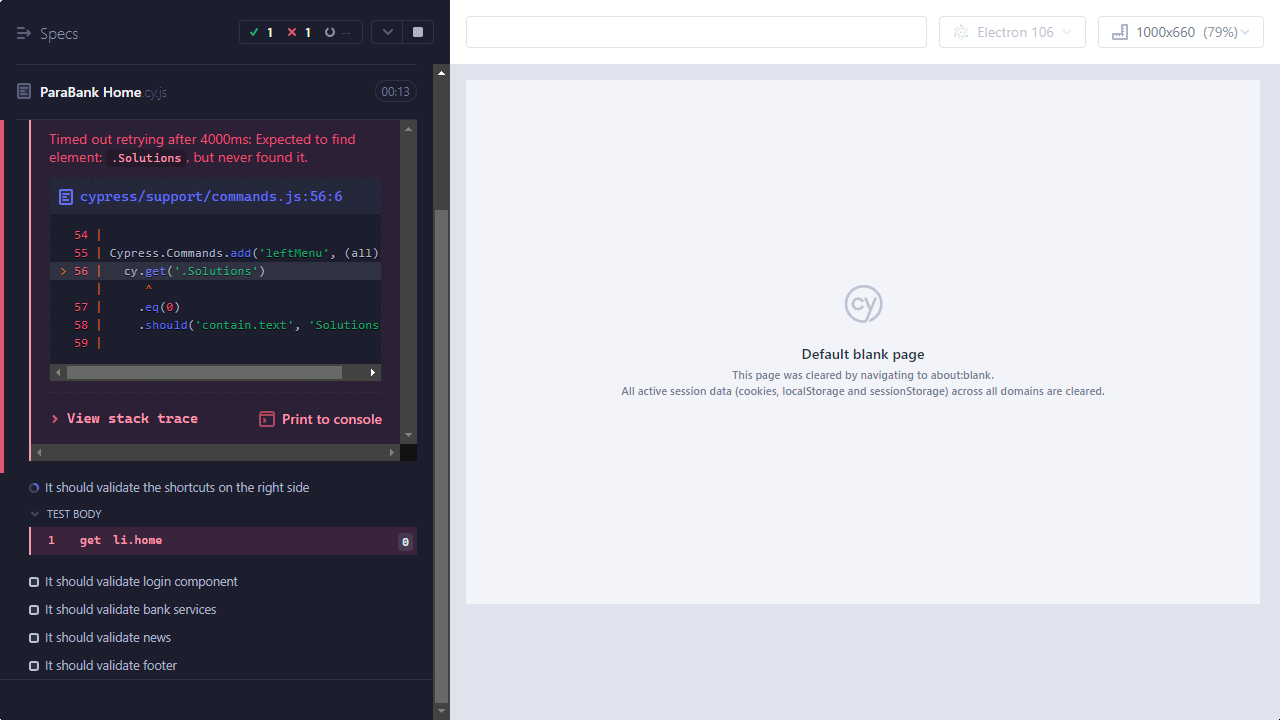 Specs
1
1
--
Electron 106
1000x660 (79%)
ParaBank Home.cy.js
00:13
Timed out retrying after 4000ms: Expected to find
element: .Solutions, but never found it.
cypress/support/commands.js:56:6
54 |
55 | Cypress.Commands.add('leftMenu', (all)
> 56 | cy.get('.Solutions')
| ^
57 | .eq(0)
58 | .should('contain.text', 'Solutions
59 |
View stack trace
Print to console
It should validate the shortcuts on the right side
TEST BODY
1 get li.home 0
It should validate login component
It should validate bank services
It should validate news
It should validate footer
cy
Default blank page
This page was cleared by navigating to about:blank.
All active session data (cookies, localStorage and sessionStorage) across all domains are cleared.